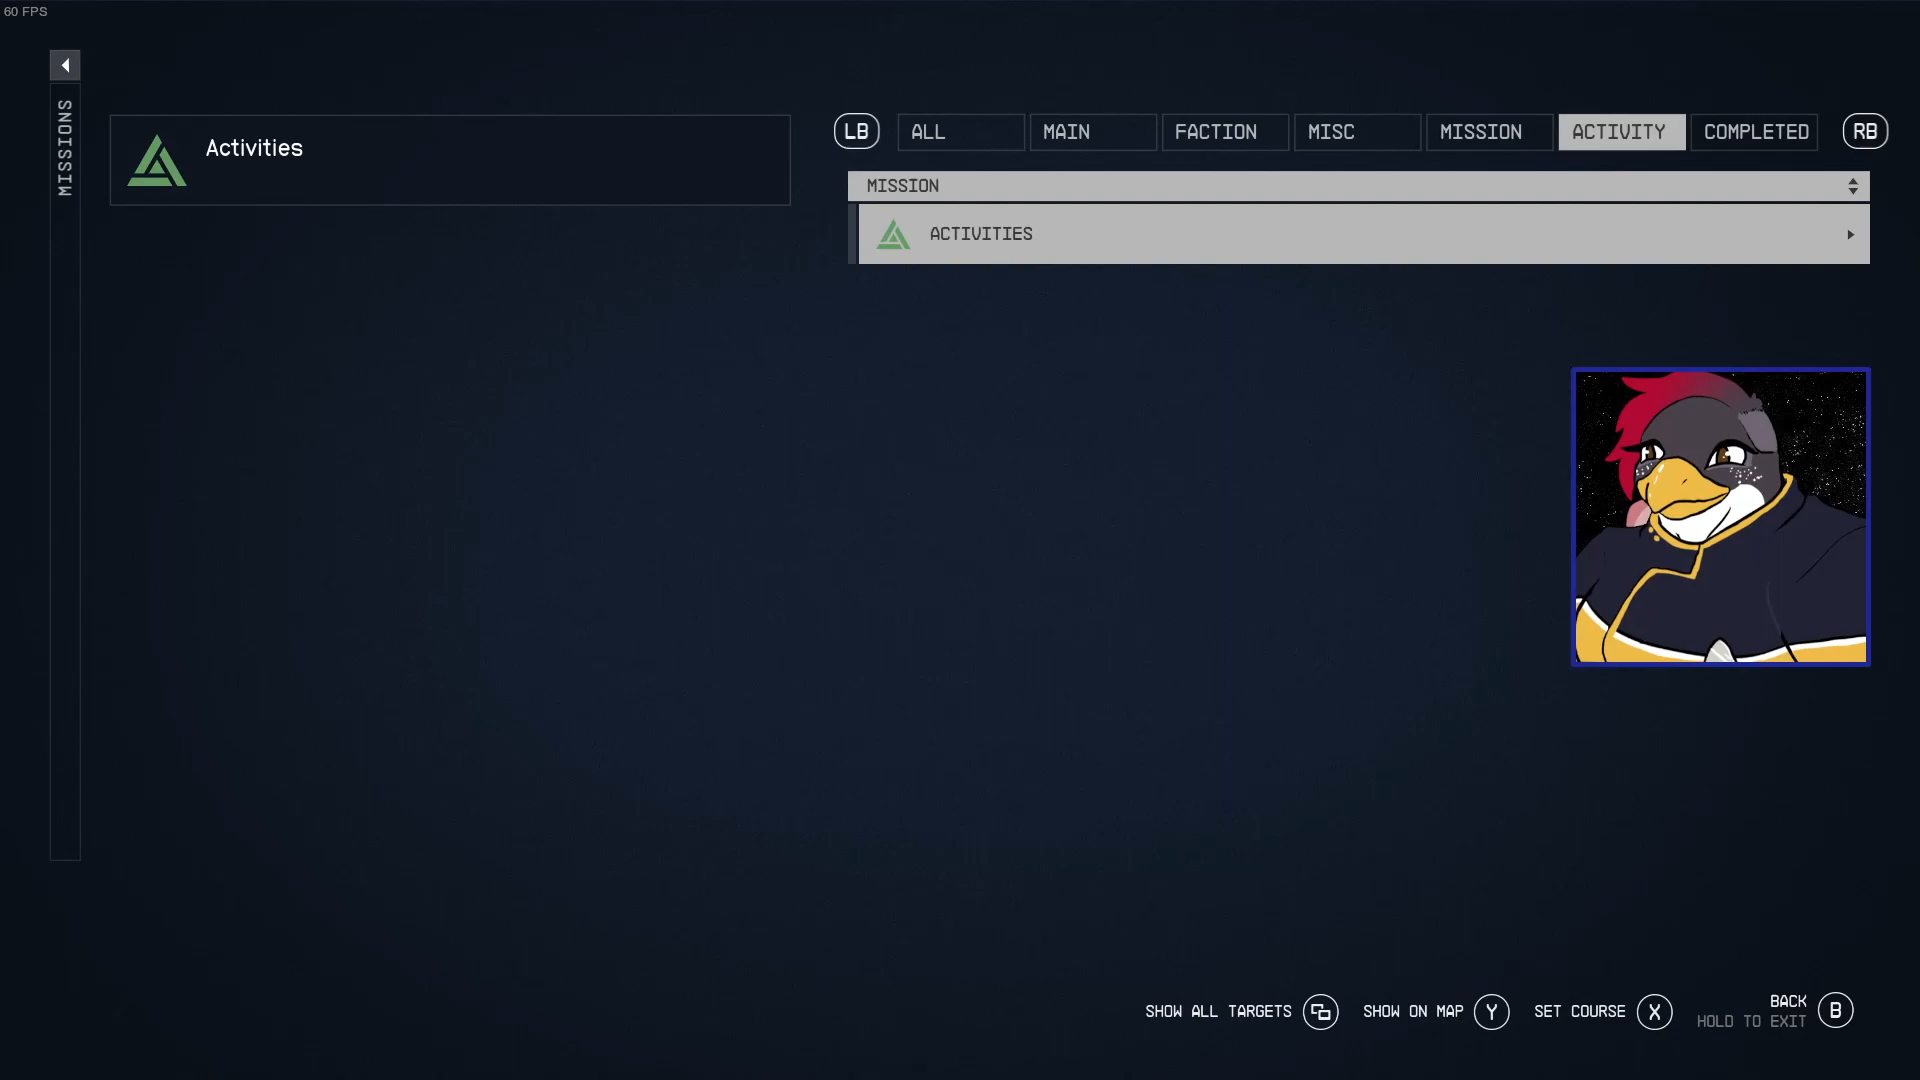 60 FPS
MISSIONS
Activities
LB ALL MAIN FACTION MISC MISSION ACTIVITY COMPLETED RB
MISSION
ACTIVITIES
SHOW ALL TARGETS SHOW ON MAP Y SET COURSE X BACK B
HOLD TO EXIT